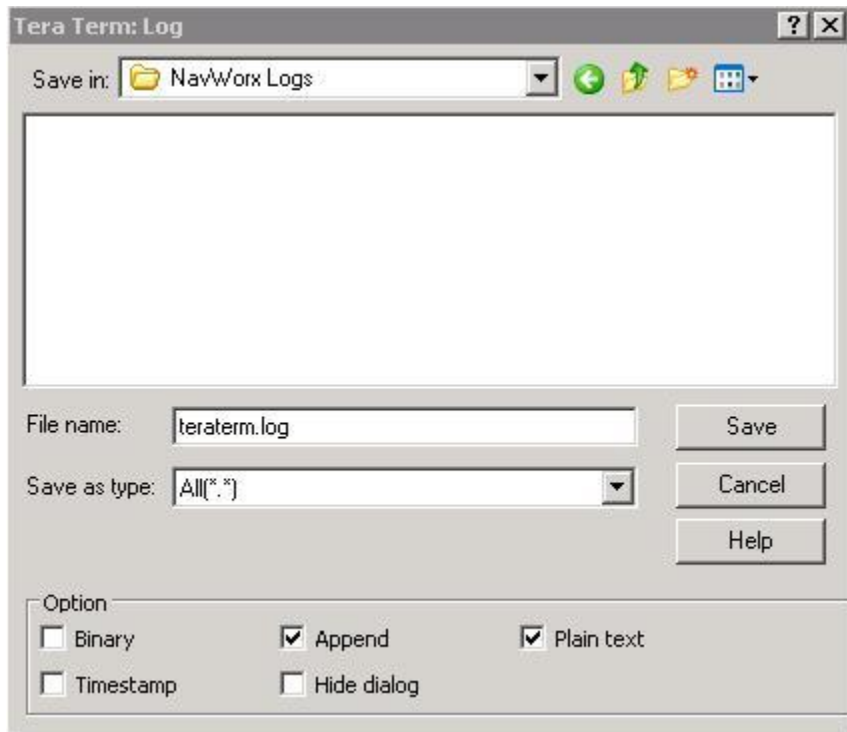 Tera Term: Log
Save in: NavWorx Logs
File name: teraterm.log
Save
Save as type: All(*.*)
Cancel
Help
Option
Binary
Append
Plain text
Timestamp
Hide dialog